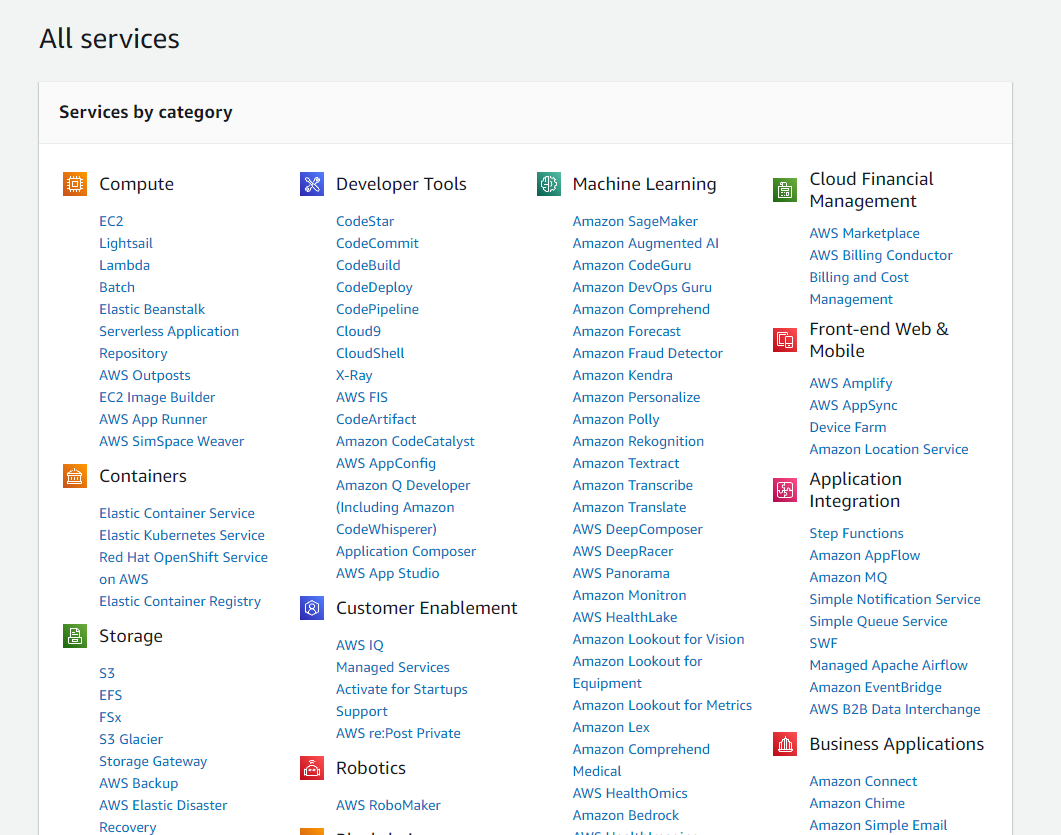 All services
Services by category
Compute
EC2
Lightsail
Lambda
Batch
Elastic Beanstalk
Serverless Application
Repository
AWS Outposts
EC2 Image Builder
AWS App Runner
AWS SimSpace Weaver
Containers
Elastic Container Service
Elastic Kubernetes Service
Red Hat OpenShift Service
on AWS
Elastic Container Registry
Storage
S3
EFS
FSx
S3 Glacier
Storage Gateway
AWS Backup
AWS Elastic Disaster
Recovery
Developer Tools
CodeStar
CodeCommit
CodeBuild
CodeDeploy
CodePipeline
Cloud9
CloudShell
X-Ray
AWS FIS
CodeArtifact
Amazon CodeCatalyst
AWS AppConfig
Amazon Q Developer
(Including Amazon
CodeWhisperer)
Application Composer
AWS App Studio
Customer Enablement
AWS IQ
Managed Services
Activate for Startups
Support
AWS re:Post Private
Robotics
AWS RoboMaker
Machine Learning
Amazon SageMaker
Amazon Augmented AI
Amazon CodeGuru
Amazon DevOps Guru
Amazon Comprehend
Amazon Forecast
Amazon Fraud Detector
Amazon Kendra
Amazon Personalize
Amazon Polly
Amazon Rekognition
Amazon Textract
Amazon Transcribe
Amazon Translate
AWS DeepComposer
AWS DeepRacer
AWS Panorama
Amazon Monitron
AWS HealthLake
Amazon Lookout for Vision
Amazon Lookout for
Equipment
Amazon Lookout for Metrics
Amazon Lex
Amazon Comprehend
Medical
AWS HealthOmics
Amazon Bedrock
Cloud Financial
Management
AWS Marketplace
AWS Billing Conductor
Billing and Cost
Management
Front-end Web &
Mobile
AWS Amplify
AWS AppSync
Device Farm
Amazon Location Service
Application
Integration
Step Functions
Amazon AppFlow
Amazon MQ
Simple Notification Service
Simple Queue Service
SWF
Managed Apache Airflow
Amazon EventBridge
AWS B2B Data Interchange
Business Applications
Amazon Connect
Amazon Chime
Amazon Simple Email